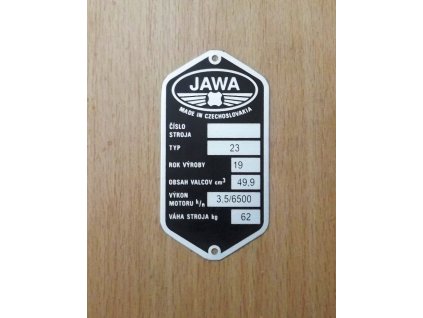 JAWA
MADE IN CZECHOSLOVAKIA
ČÍSLO
STROJA
TYP 23
ROK VÝROBY 19
OBSAH VALCOV cm³ 49,9
VÝKON
MOTORU k/n 3.5/6500
VÁHA STROJA kg 62